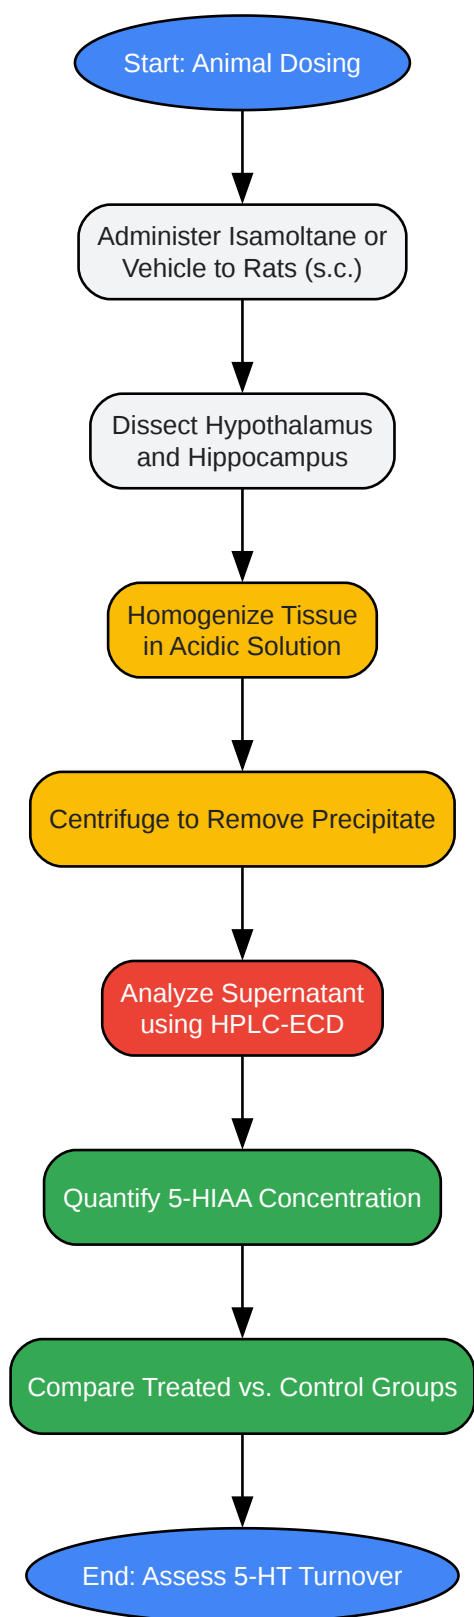 Start: Animal Dosing
Administer Isamoltane or
Vehicle to Rats (s.c.)
Dissect Hypothalamus
and Hippocampus
Homogenize Tissue
in Acidic Solution
Centrifuge to Remove Precipitate
Analyze Supernatant
using HPLC-ECD
Quantify 5-HIAA Concentration
Compare Treated vs. Control Groups
End: Assess 5-HT Turnover